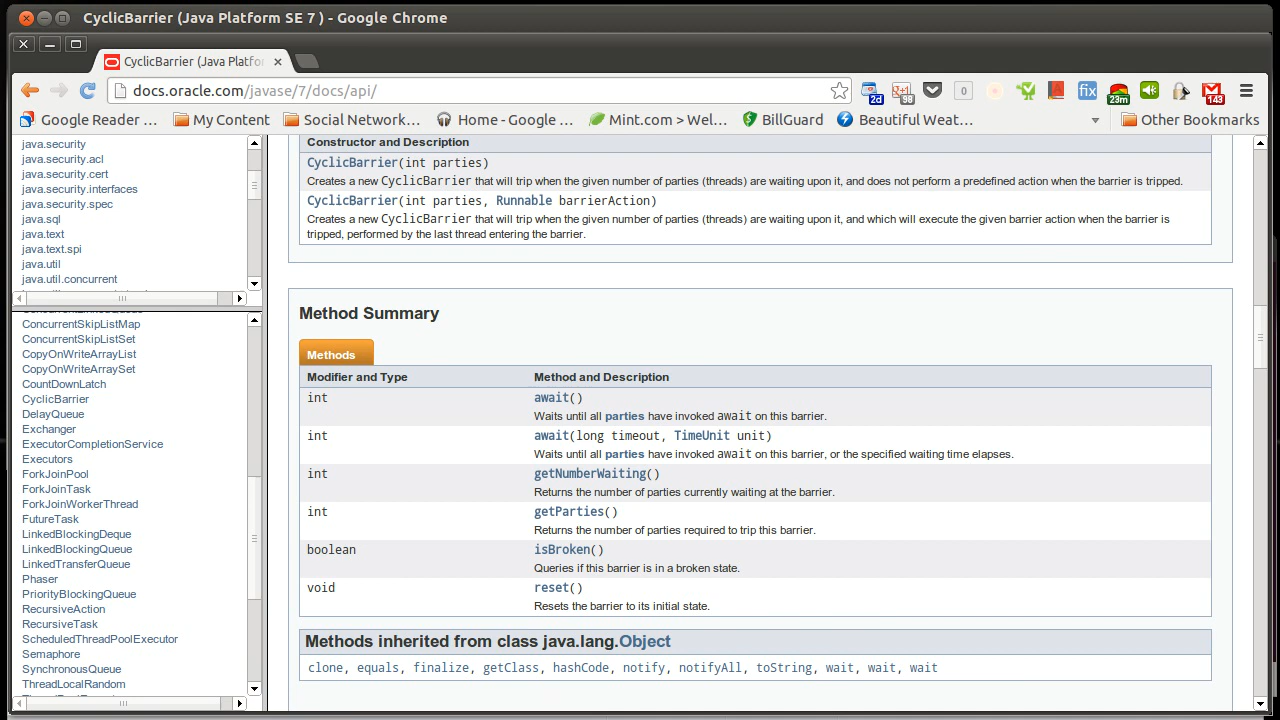 CyclicBarrier (Java Platform SE 7 ) - Google Chrome
CyclicBarrier (Java Platfo
docs.oracle.com/javase/7/docs/api/
2d
98
0
fix
23m
143
Google Reader ...
My Content
Social Network...
Home - Google ...
Mint.com > Wel...
BillGuard
Beautiful Weat...
Other Bookmarks
java.security
java.security.acl
java.security.cert
java.security.interfaces
java.security.spec
java.sql
java.text
java.text.spi
java.util
java.util.concurrent
ConcurrentSkipListMap
ConcurrentSkipListSet
CopyOnWriteArrayList
CopyOnWriteArraySet
CountDownLatch
CyclicBarrier
DelayQueue
Exchanger
ExecutorCompletionService
Executors
ForkJoinPool
ForkJoinTask
ForkJoinWorkerThread
FutureTask
LinkedBlockingDeque
LinkedBlockingQueue
LinkedTransferQueue
Phaser
PriorityBlockingQueue
RecursiveAction
RecursiveTask
ScheduledThreadPoolExecutor
Semaphore
SynchronousQueue
ThreadLocalRandom
Constructor and Description
CyclicBarrier(int parties)
Creates a new CyclicBarrier that will trip when the given number of parties (threads) are waiting upon it, and does not perform a predefined action when the barrier is tripped.
CyclicBarrier(int parties, Runnable barrierAction)
Creates a new CyclicBarrier that will trip when the given number of parties (threads) are waiting upon it, and which will execute the given barrier action when the barrier is
tripped, performed by the last thread entering the barrier.
Method Summary
Methods
Modifier and Type Method and Description
int await()
Waits until all parties have invoked await on this barrier.
int await(long timeout, TimeUnit unit)
Waits until all parties have invoked await on this barrier, or the specified waiting time elapses.
int getNumberWaiting()
Returns the number of parties currently waiting at the barrier.
int getParties()
Returns the number of parties required to trip this barrier.
boolean isBroken()
Queries if this barrier is in a broken state.
void reset()
Resets the barrier to its initial state.
Methods inherited from class java.lang.Object
clone, equals, finalize, getClass, hashCode, notify, notifyAll, toString, wait, wait, wait